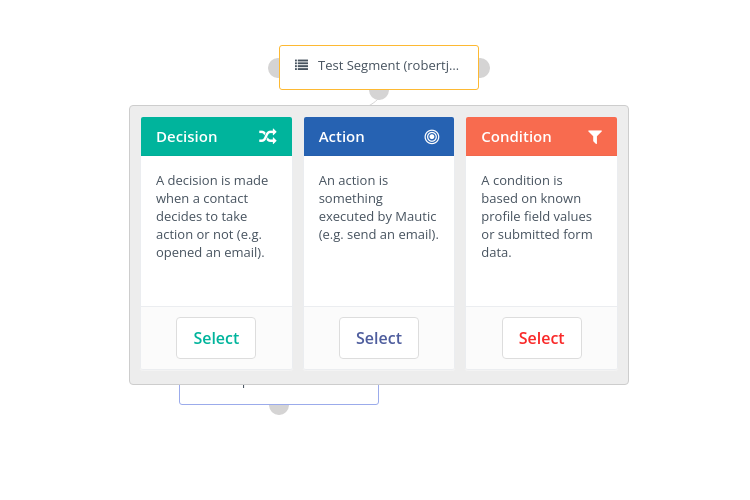 Test Segment (robertj...
Decision
A decision is made
when a contact
decides to take
action or not (e.g.
opened an email).
Select
Action
An action is
something
executed by Mautic
(e.g. send an email).
Select
Condition
A condition is
based on known
profile field values
or submitted form
data.
Select